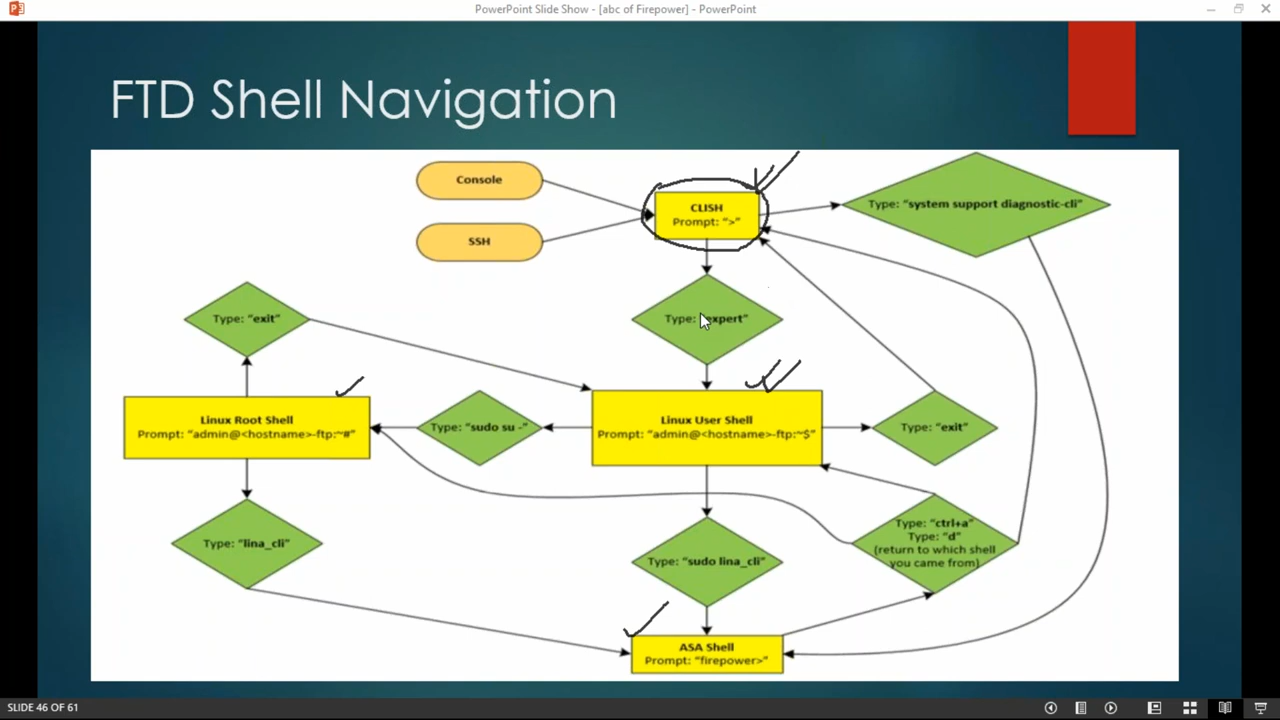 PowerPoint Slide Show - [abc of Firepower] - PowerPoint
FTD Shell Navigation
Console
SSH
CLISH
Prompt: “>”
Type: “system support diagnostic-cli”
Type: “exit”
Type: “expert”
Linux Root Shell
Prompt: “admin@<hostname>-ftp:~#”
Type: “sudo su -”
Linux User Shell
Prompt: “admin@<hostname>-ftp:~$”
Type: “exit”
Type: “lina_cli”
Type: “sudo lina_cli”
Type: “ctrl+a”
Type: “d”
(return to which shell
you came from)
ASA Shell
Prompt: “firepower>”
SLIDE 46 OF 61